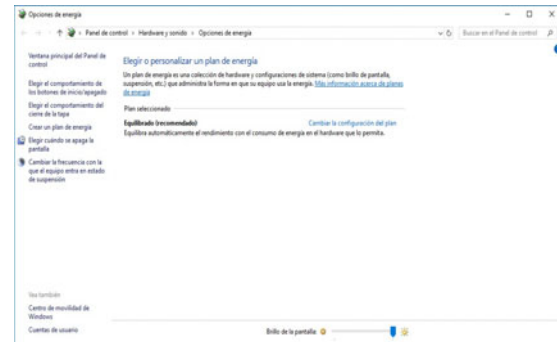 Opciones de energía
Panel de control › Hardware y sonido › Opciones de energía
Buscar en el Panel de control
Ventana principal del Panel de
control
Elegir el comportamiento de
los botones de inicio/apagado
Elegir el comportamiento del
cierre de la tapa
Crear un plan de energía
Elegir cuándo se apaga la
pantalla
Cambiar la frecuencia con la
que el equipo entra en estado
de suspensión
Elegir o personalizar un plan de energía
Un plan de energía es una colección de hardware y configuraciones de sistema (como brillo de pantalla,
suspensión, etc.) que administra la forma en que su equipo usa la energía. Más información acerca de planes
de energía
Plan seleccionado
Equilibrado (recomendado) Cambiar la configuración del plan
Equilibra automáticamente el rendimiento con el consumo de energía en el hardware que lo permita.
Vea también
Centro de movilidad de
Windows
Cuentas de usuario
Brillo de la pantalla